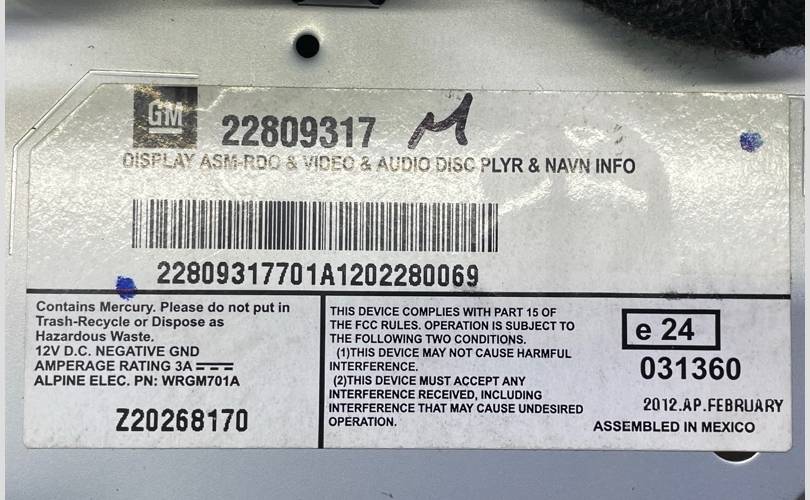 GM
22809317 M
DISPLAY ASM-RDO & VIDEO & AUDIO DISC PLYR & NAVN INFO
22809317701A1202280069
Contains Mercury. Please do not put in
Trash-Recycle or Dispose as
Hazardous Waste.
12V D.C. NEGATIVE GND
AMPERAGE RATING 3A
ALPINE ELEC. PN: WRGM701A
Z20268170
THIS DEVICE COMPLIES WITH PART 15 OF
THE FCC RULES. OPERATION IS SUBJECT TO
THE FOLLOWING TWO CONDITIONS.
(1)THIS DEVICE MAY NOT CAUSE HARMFUL
INTERFERENCE.
(2)THIS DEVICE MUST ACCEPT ANY
INTERFERENCE RECEIVED, INCLUDING
INTERFERENCE THAT MAY CAUSE UNDESIRED
OPERATION.
e 24
031360
2012.AP.FEBRUARY
ASSEMBLED IN MEXICO